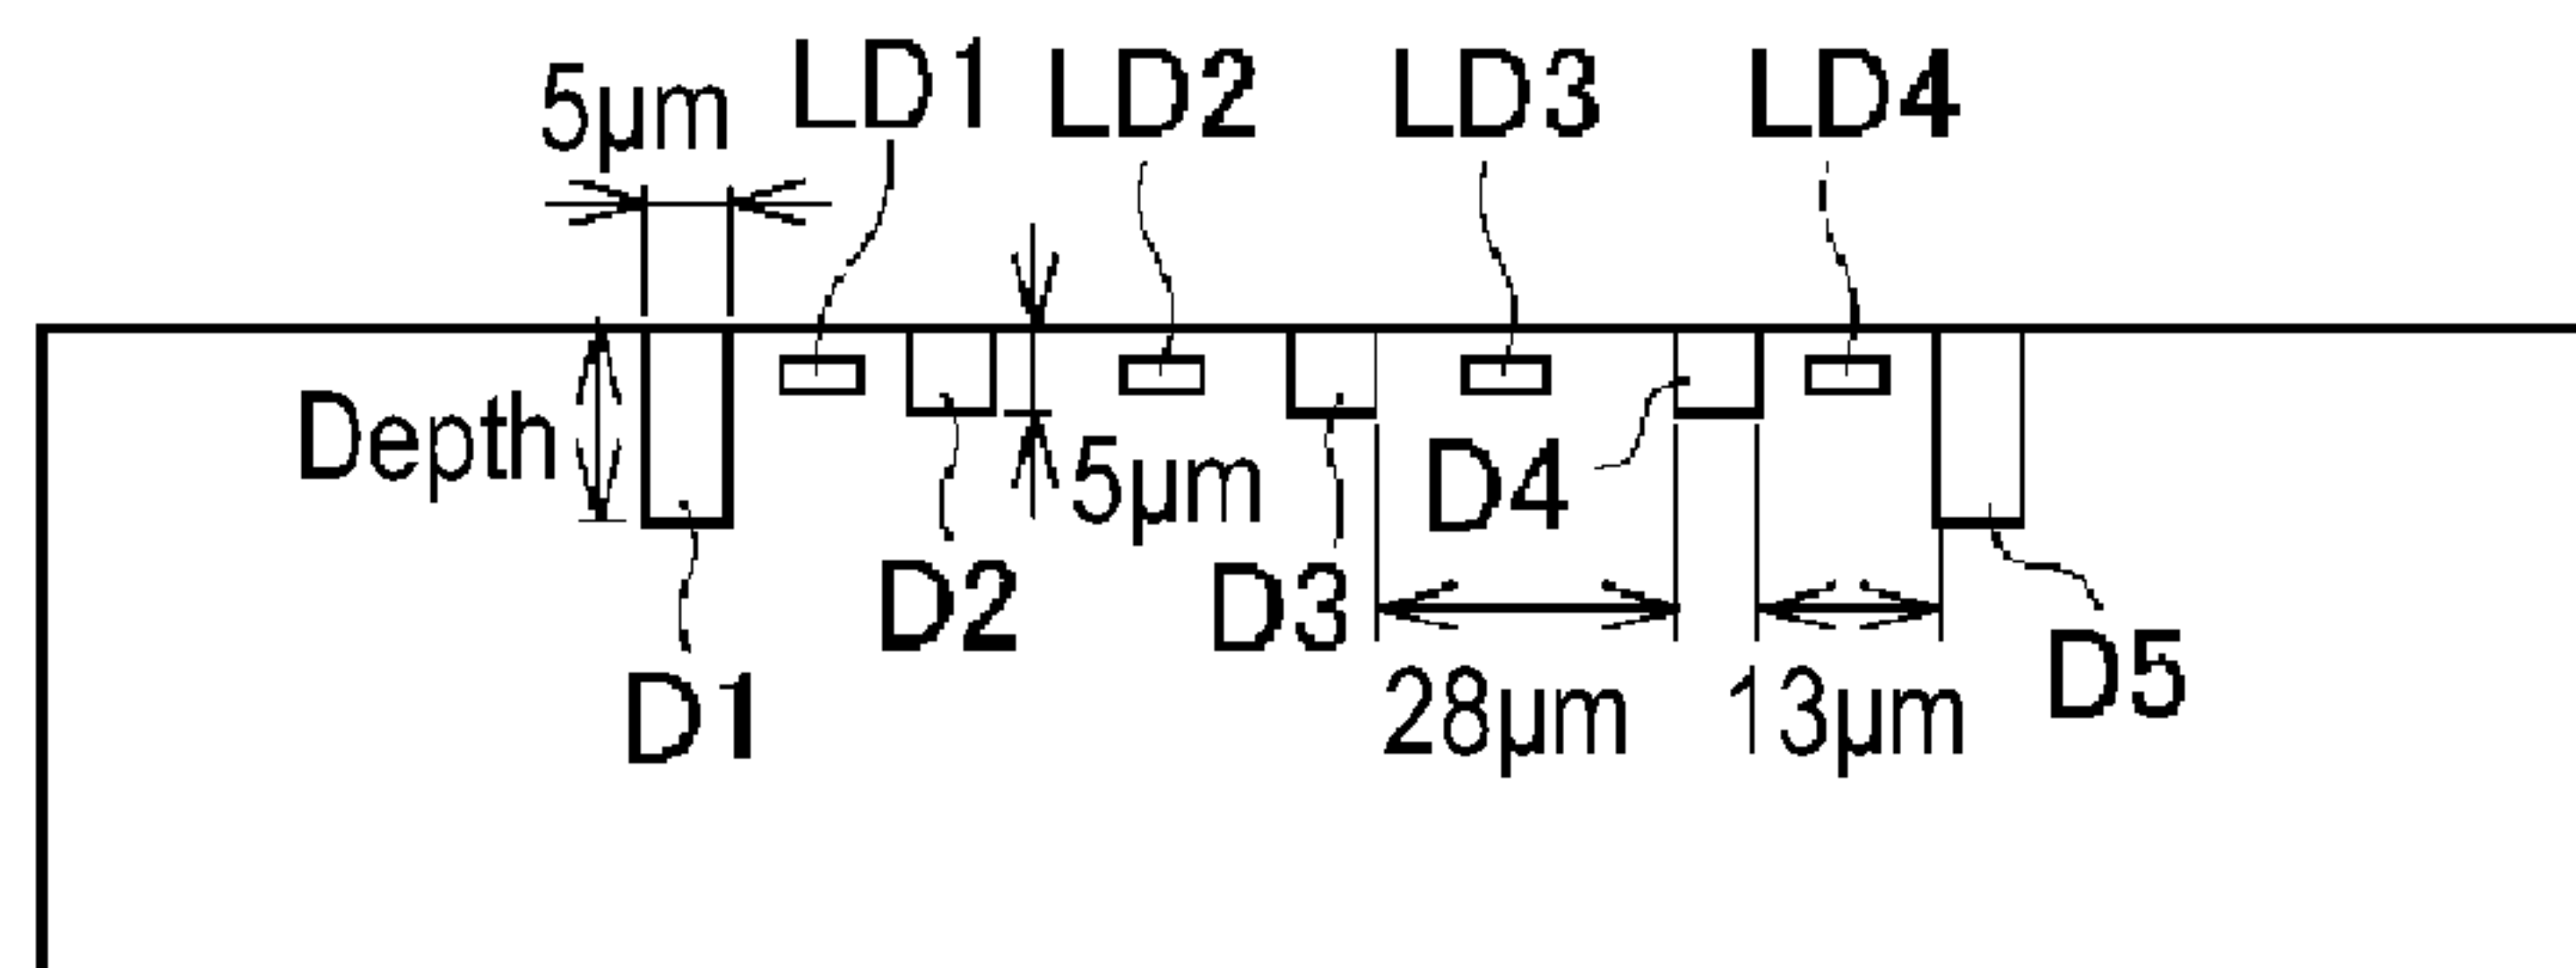 5µm LD1 LD2 LD3 LD4
Depth
5µm
D4
D2 D3
D1 28µm 13µm D5